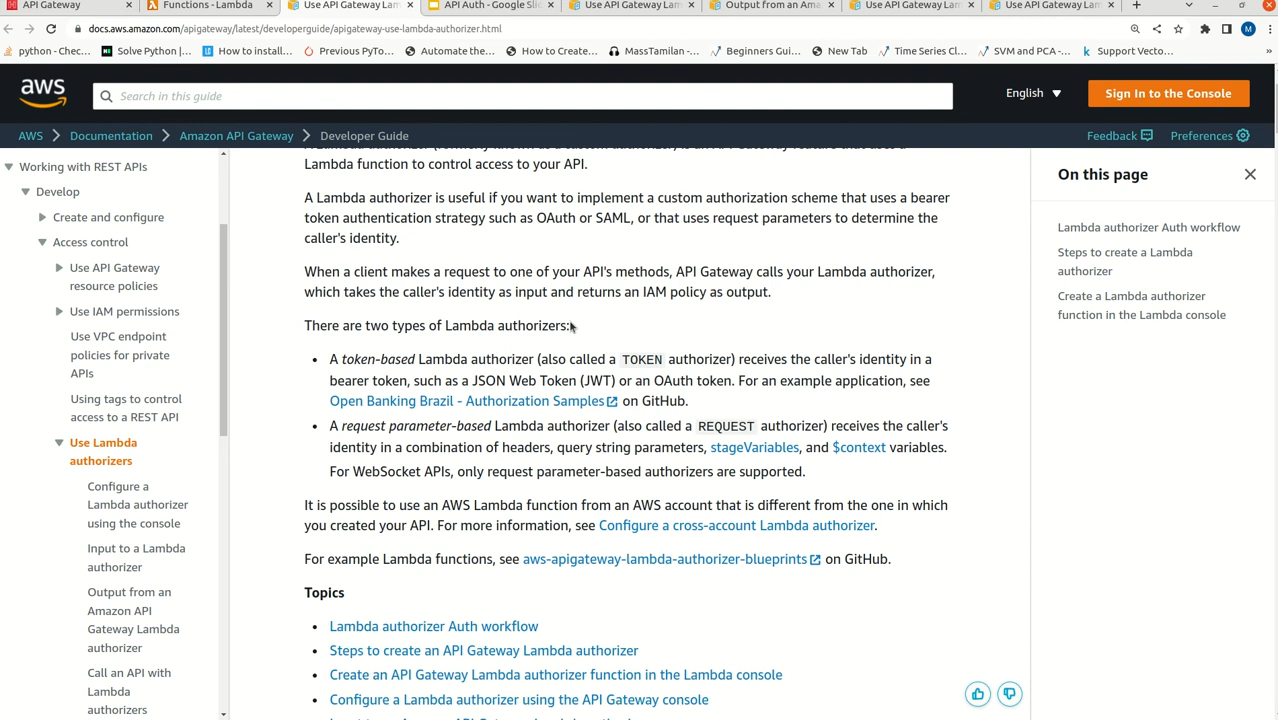 API Gateway
Functions - Lambda
Use API Gateway Lam
API Auth - Google Slid
Use API Gateway Lam
Output from an Ama
Use API Gateway Lam
Use API Gateway Lam
docs.aws.amazon.com/apigateway/latest/developerguide/apigateway-use-lambda-authorizer.html
M
python - Chec...
Solve Python |...
How to install...
Previous PyTo...
Automate the...
How to Create...
MassTamilan -...
Beginners Gui...
New Tab
Time Series Cl...
SVM and PCA -...
Support Vecto...
»
aws
Search in this guide
English
Sign In to the Console
AWS
Documentation
Amazon API Gateway
Developer Guide
Feedback
Preferences
Working with REST APIs
Develop
Create and configure
Access control
Use API Gateway
resource policies
Use IAM permissions
Use VPC endpoint
policies for private
APIs
Using tags to control
access to a REST API
Use Lambda
authorizers
Configure a
Lambda authorizer
using the console
Input to a Lambda
authorizer
Output from an
Amazon API
Gateway Lambda
authorizer
Call an API with
Lambda
authorizers
Lambda function to control access to your API.
A Lambda authorizer is useful if you want to implement a custom authorization scheme that uses a bearer
token authentication strategy such as OAuth or SAML, or that uses request parameters to determine the
caller's identity.
When a client makes a request to one of your API's methods, API Gateway calls your Lambda authorizer,
which takes the caller's identity as input and returns an IAM policy as output.
There are two types of Lambda authorizers:
• A token-based Lambda authorizer (also called a TOKEN authorizer) receives the caller's identity in a
bearer token, such as a JSON Web Token (JWT) or an OAuth token. For an example application, see
Open Banking Brazil - Authorization Samples on GitHub.
• A request parameter-based Lambda authorizer (also called a REQUEST authorizer) receives the caller's
identity in a combination of headers, query string parameters, stageVariables, and $context variables.
For WebSocket APIs, only request parameter-based authorizers are supported.
It is possible to use an AWS Lambda function from an AWS account that is different from the one in which
you created your API. For more information, see Configure a cross-account Lambda authorizer.
For example Lambda functions, see aws-apigateway-lambda-authorizer-blueprints on GitHub.
Topics
• Lambda authorizer Auth workflow
• Steps to create an API Gateway Lambda authorizer
• Create an API Gateway Lambda authorizer function in the Lambda console
• Configure a Lambda authorizer using the API Gateway console
On this page
Lambda authorizer Auth workflow
Steps to create a Lambda
authorizer
Create a Lambda authorizer
function in the Lambda console